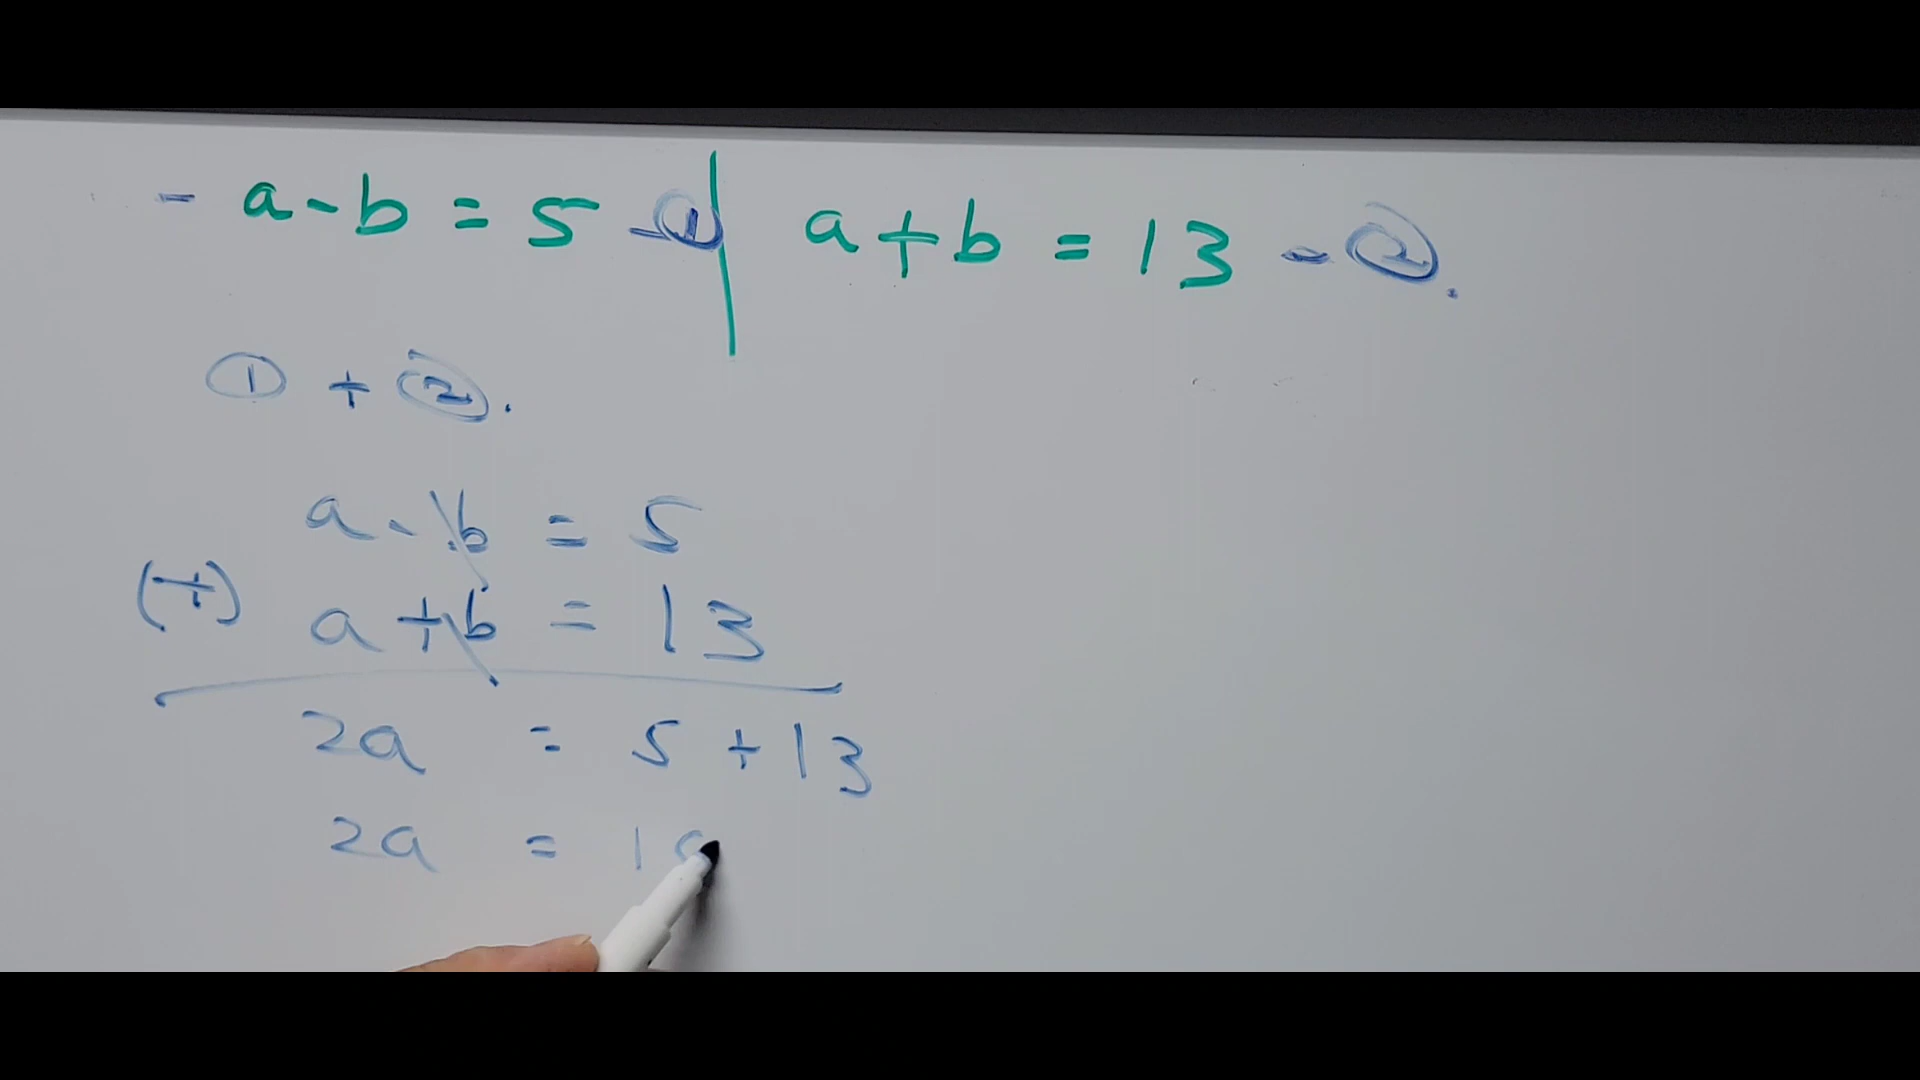 - a - b = 5 - ① | a + b = 13 - ②.
① + ②.
a - b = 5
(+) a + b = 13
2a = 5 + 13
2a = 1